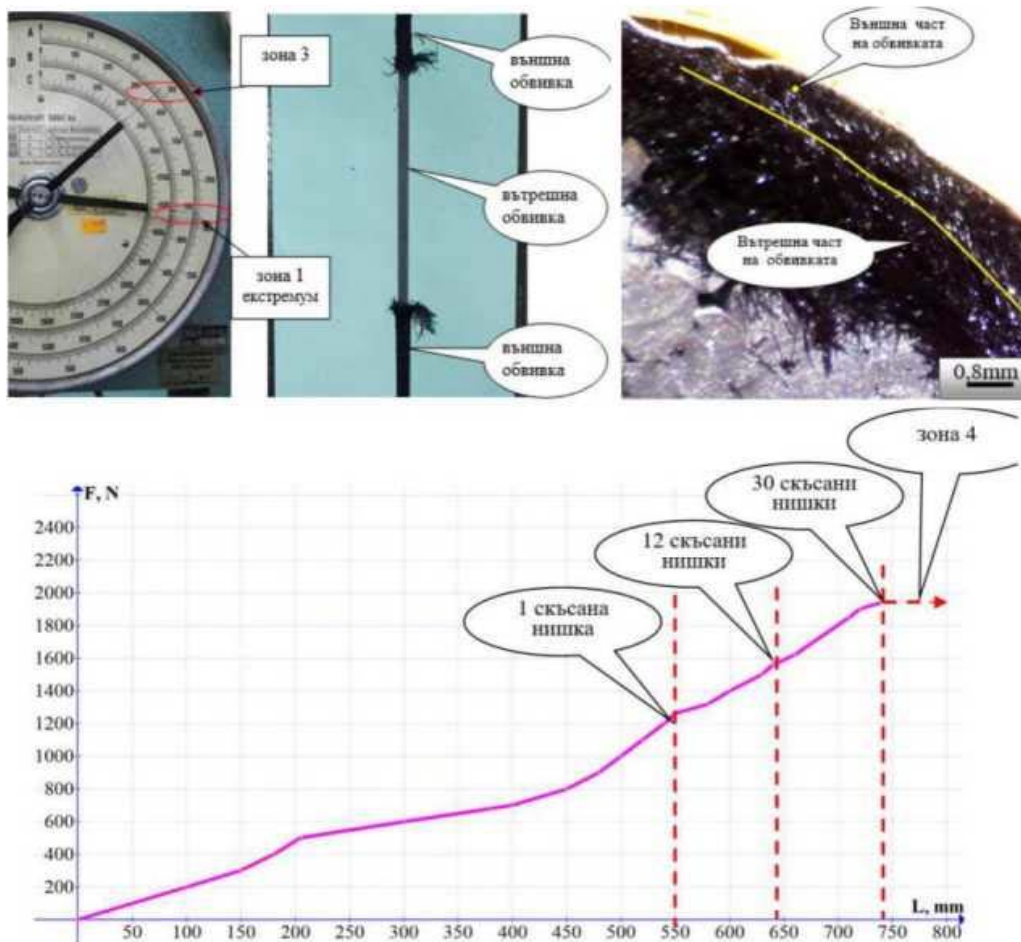 A
B
C
зона 3
зона 1
екстремум
външна
обвивка
вътрешна
обвивка
външна
обвивка
Външна част
на обвивката
Вътрешна част
на обвивката
0,8mm
зона 4
30 скъсани
нишки
12 скъсани
нишки
1 скъсана
нишка
F, N
2400
2200
2000
1800
1600
1400
1200
1000
800
600
400
200
L, mm
50 100 150 200 250 300 350 400 450 500 550 600 650 700 750 800